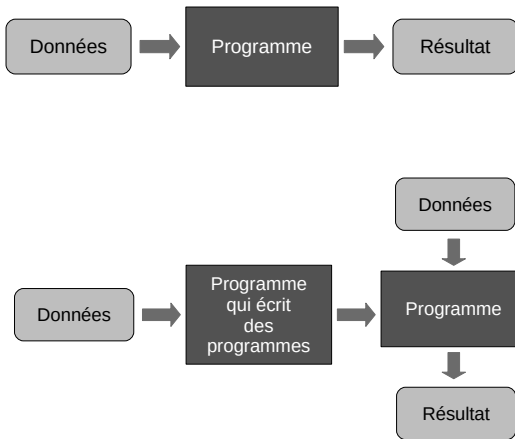 Données
Programme
Résultat
Données
Données
Programme
qui écrit
des
programmes
Programme
Résultat